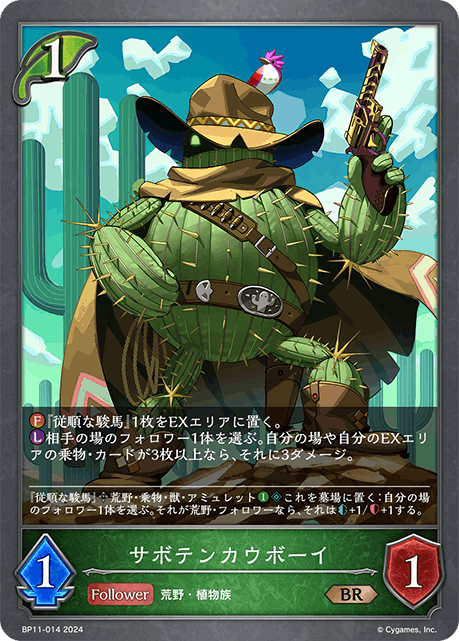 1
Ⓕ『従順な駿馬』1枚をEXエリアに置く。
Ⓛ相手の場のフォロワー1体を選ぶ。自分の場や自分のEXエリ
アの乗物・カードが3枚以上なら、それに3ダメージ。
『従順な駿馬』 荒野・乗物・獣・アミュレット❶ これを墓場に置く:自分の場
のフォロワー1体を選ぶ。それが荒野・フォロワーなら、それは+1/+1する。
サボテンカウボーイ
1
1
Follower 荒野・植物族
BR
BP11-014 2024
© Cygames, Inc.